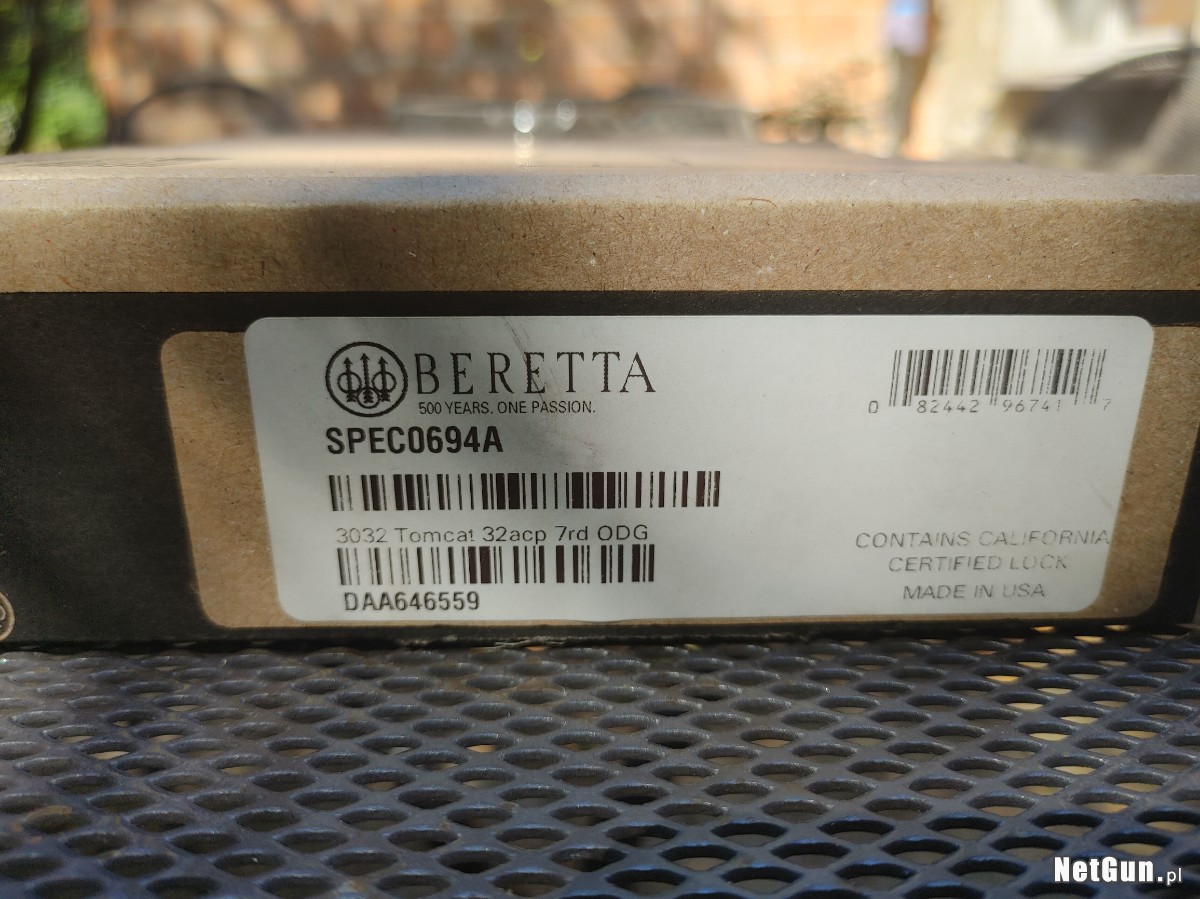 BERETTA
500 YEARS. ONE PASSION.
SPEC0694A
3032 Tomcat 32acp 7rd ODG
DAA646559
0 82442 96741 7
CONTAINS CALIFORNIA
CERTIFIED LOCK
MADE IN USA
NetGun.pl